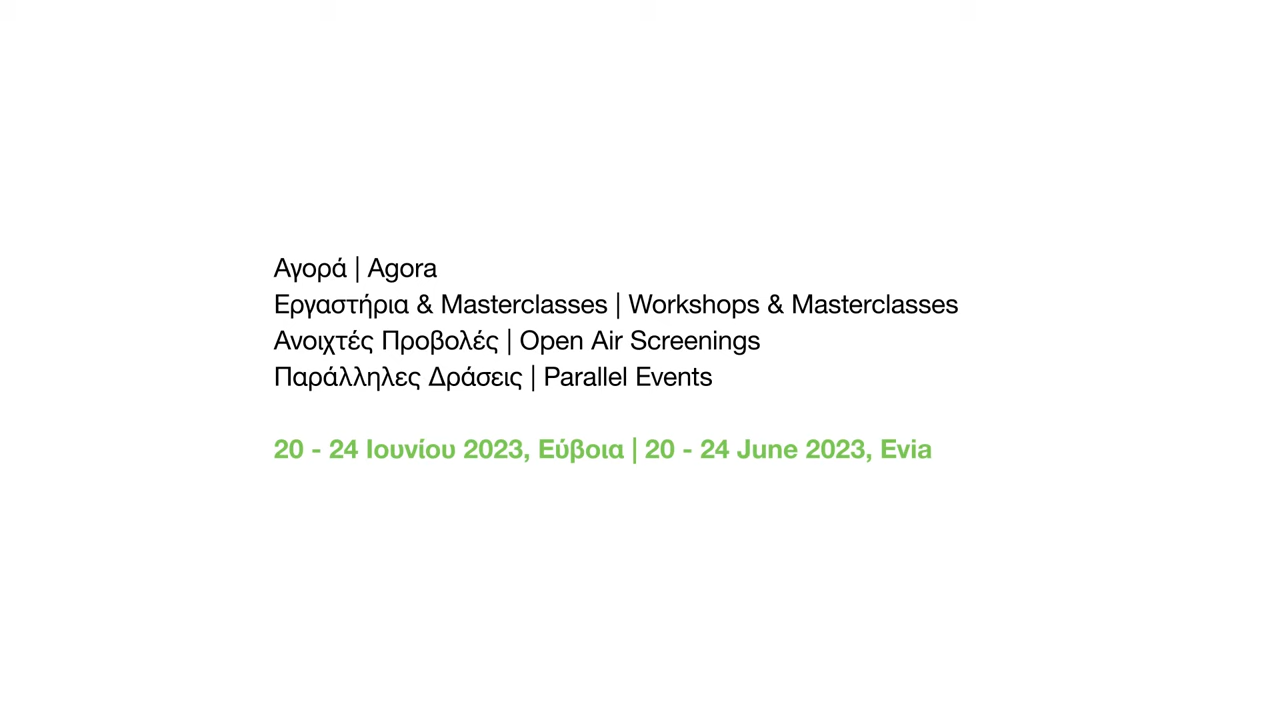 Αγορά | Agora
Εργαστήρια & Masterclasses | Workshops & Masterclasses
Ανοιχτές Προβολές | Open Air Screenings
Παράλληλες Δράσεις | Parallel Events
20 - 24 Ιουνίου 2023, Εύβοια | 20 - 24 June 2023, Evia